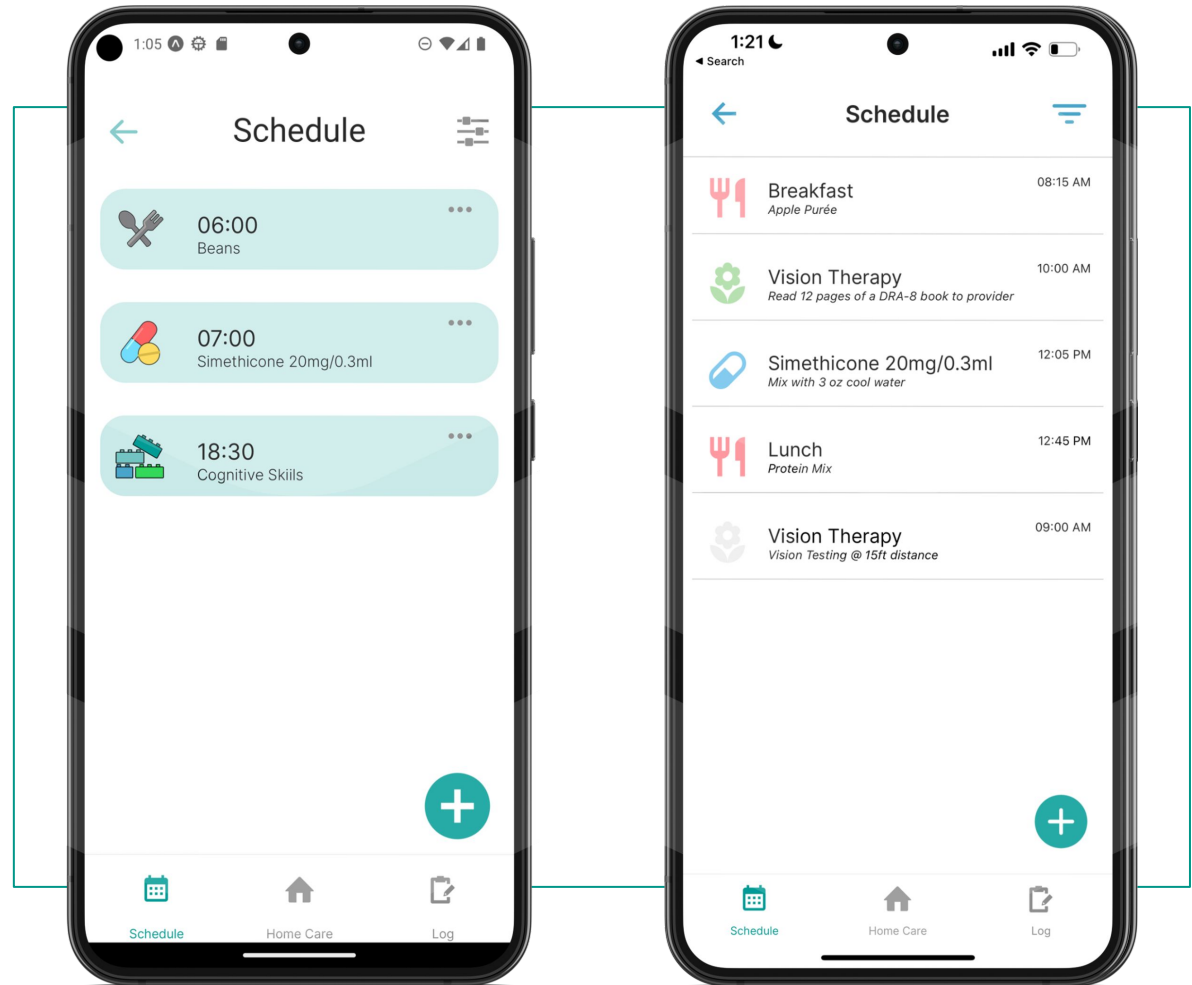 1:05
Schedule
06:00
Beans
07:00
Simethicone 20mg/0.3ml
18:30
Cognitive Skiils
Schedule
Home Care
Log
1:21
◀ Search
Schedule
Breakfast
08:15 AM
Apple Purée
Vision Therapy
10:00 AM
Read 12 pages of a DRA-8 book to provider
Simethicone 20mg/0.3ml
12:05 PM
Mix with 3 oz cool water
Lunch
12:45 PM
Protein Mix
Vision Therapy
09:00 AM
Vision Testing @ 15ft distance
Schedule
Home Care
Log